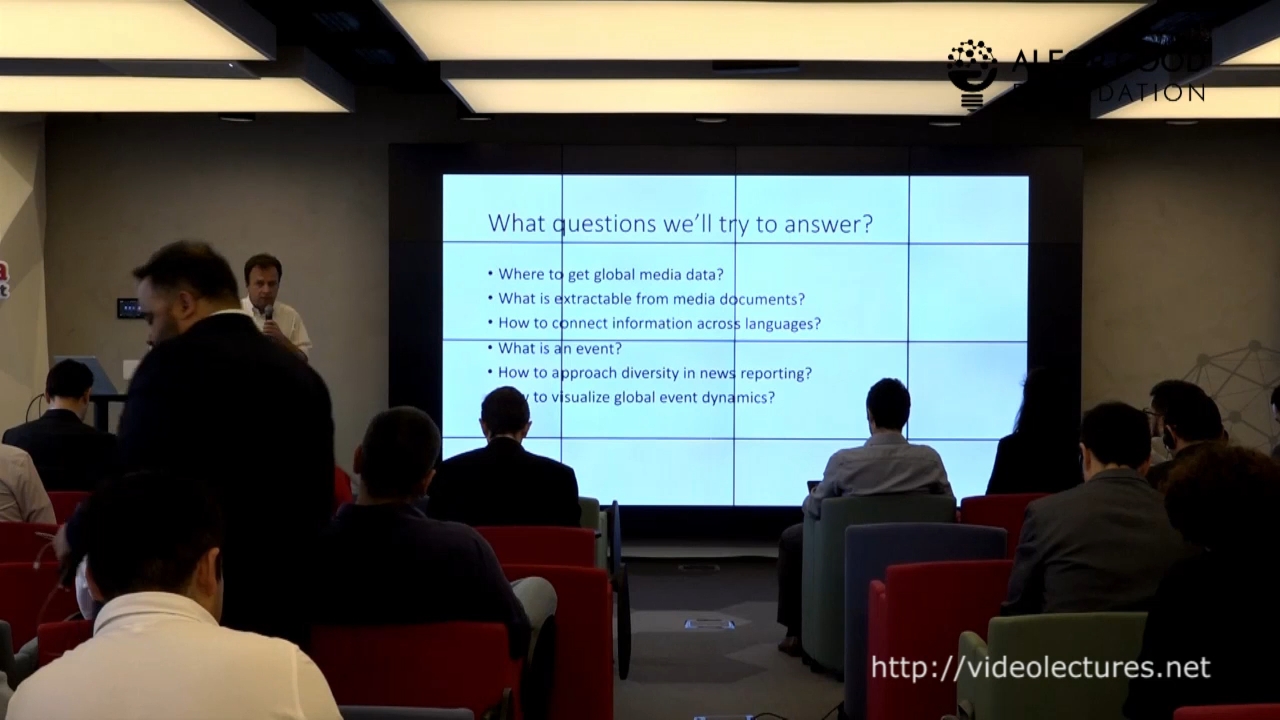 What questions we'll try to answer?
• Where to get global media data?
• What is extractable from media documents?
• How to connect information across languages?
• What is an event?
• How to approach diversity in news reporting?
to visualize global event dynamics?
http://videolectures.net